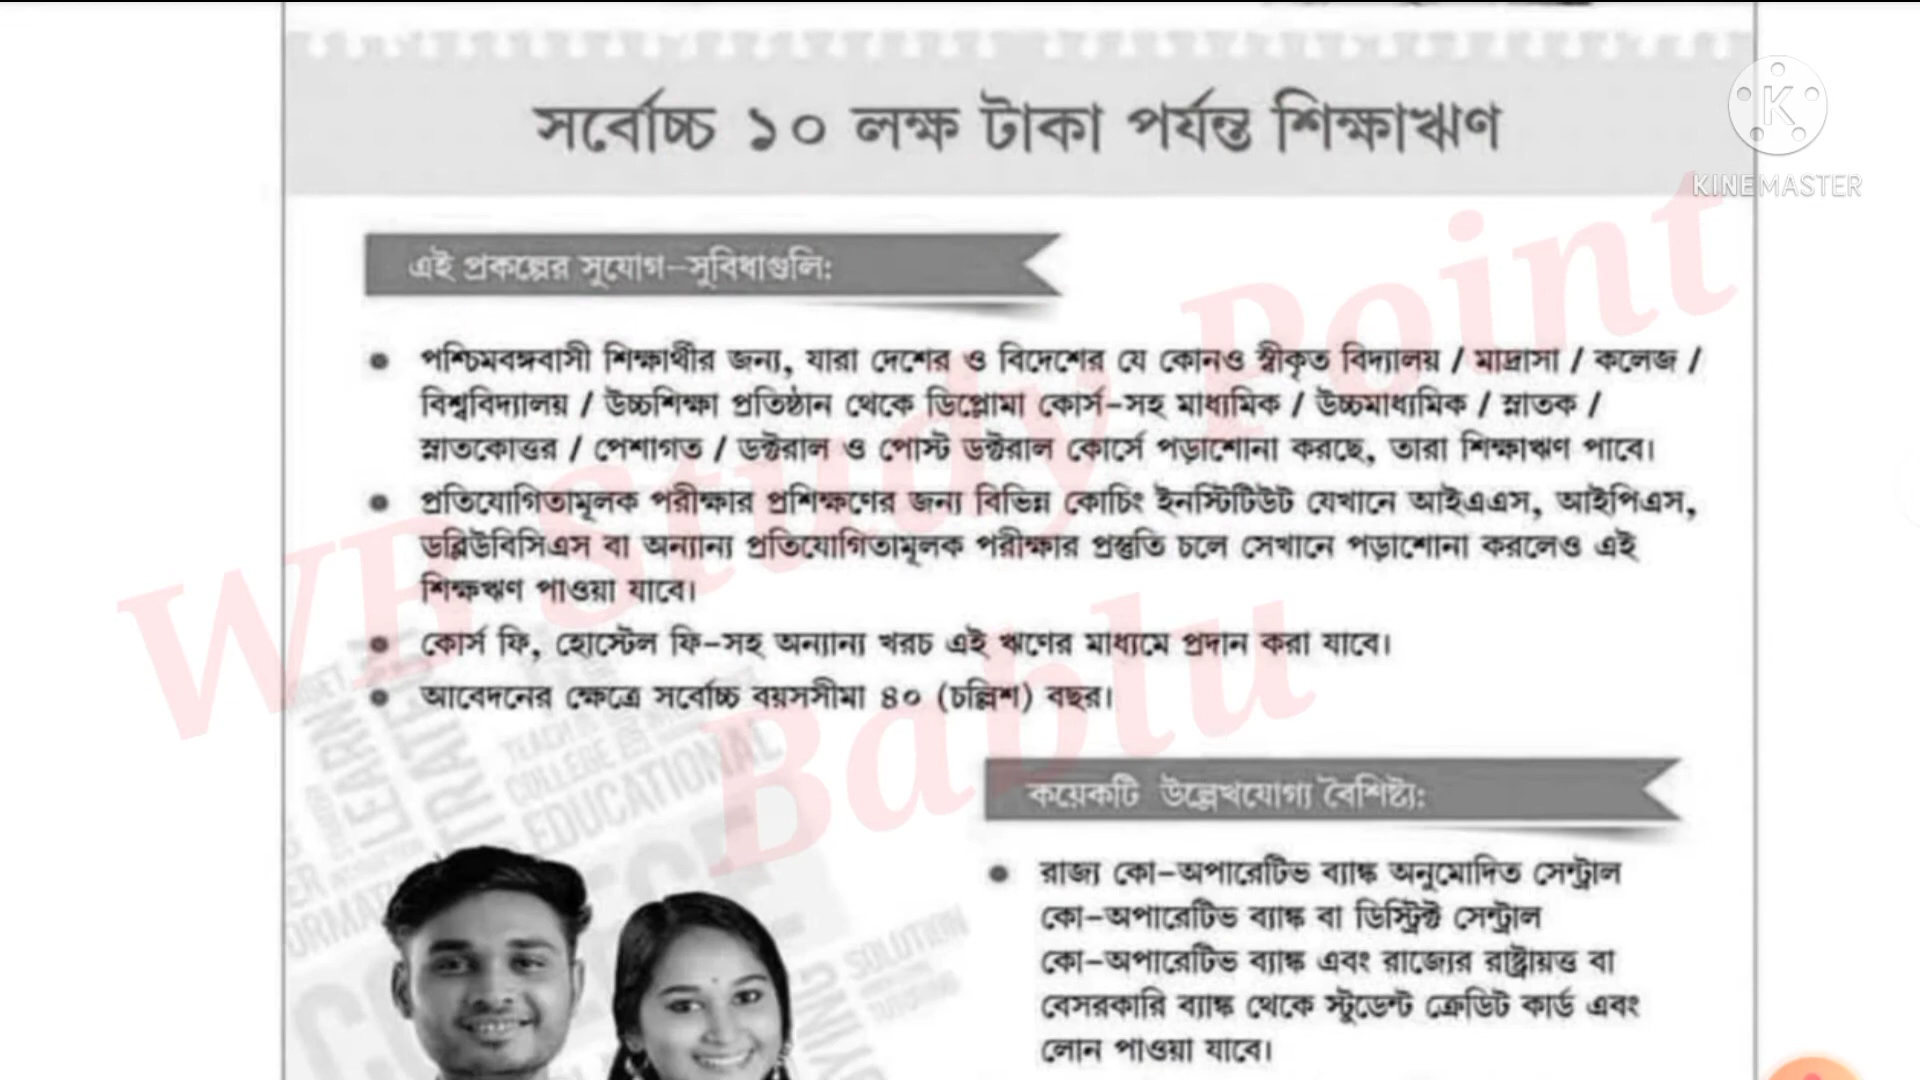 সর্বোচ্চ ১০ লক্ষ টাকা পর্যন্ত শিক্ষাঋণ
KINEMASTER
এই প্রকল্পের সুযোগ-সুবিধাগুলি:
পশ্চিমবঙ্গবাসী শিক্ষার্থীর জন্য, যারা দেশের ও বিদেশের যে কোনও স্বীকৃত বিদ্যালয় / মাদ্রাসা / কলেজ /
বিশ্ববিদ্যালয় / উচ্চশিক্ষা প্রতিষ্ঠান থেকে ডিপ্লোমা কোর্স-সহ মাধ্যমিক / উচ্চমাধ্যমিক / স্নাতক /
স্নাতকোত্তর / পেশাগত / ডক্টরাল ও পোস্ট ডক্টরাল কোর্সে পড়াশোনা করছে, তারা শিক্ষাঋণ পাবে।
প্রতিযোগিতামূলক পরীক্ষার প্রশিক্ষণের জন্য বিভিন্ন কোচিং ইনস্টিটিউট যেখানে আইএএস, আইপিএস,
ডব্লিউবিসিএস বা অন্যান্য প্রতিযোগিতামূলক পরীক্ষার প্রস্তুতি চলে সেখানে পড়াশোনা করলেও এই
শিক্ষঋণ পাওয়া যাবে।
কোর্স ফি, হোস্টেল ফি-সহ অন্যান্য খরচ এই ঋণের মাধ্যমে প্রদান করা যাবে।
আবেদনের ক্ষেত্রে সর্বোচ্চ বয়সসীমা ৪০ (চল্লিশ) বছর।
WB Study Point
Bablu
কয়েকটি উল্লেখযোগ্য বৈশিষ্ট্য:
রাজ্য কো-অপারেটিভ ব্যাঙ্ক অনুমোদিত সেন্ট্রাল
কো-অপারেটিভ ব্যাঙ্ক বা ডিস্ট্রিক্ট সেন্ট্রাল
কো-অপারেটিভ ব্যাঙ্ক এবং রাজ্যের রাষ্ট্রায়ত্ত বা
বেসরকারি ব্যাঙ্ক থেকে স্টুডেন্ট ক্রেডিট কার্ড এবং
লোন পাওয়া যাবে।
LEARN
COLLEGE
EDUCATIONAL
SOLUTION